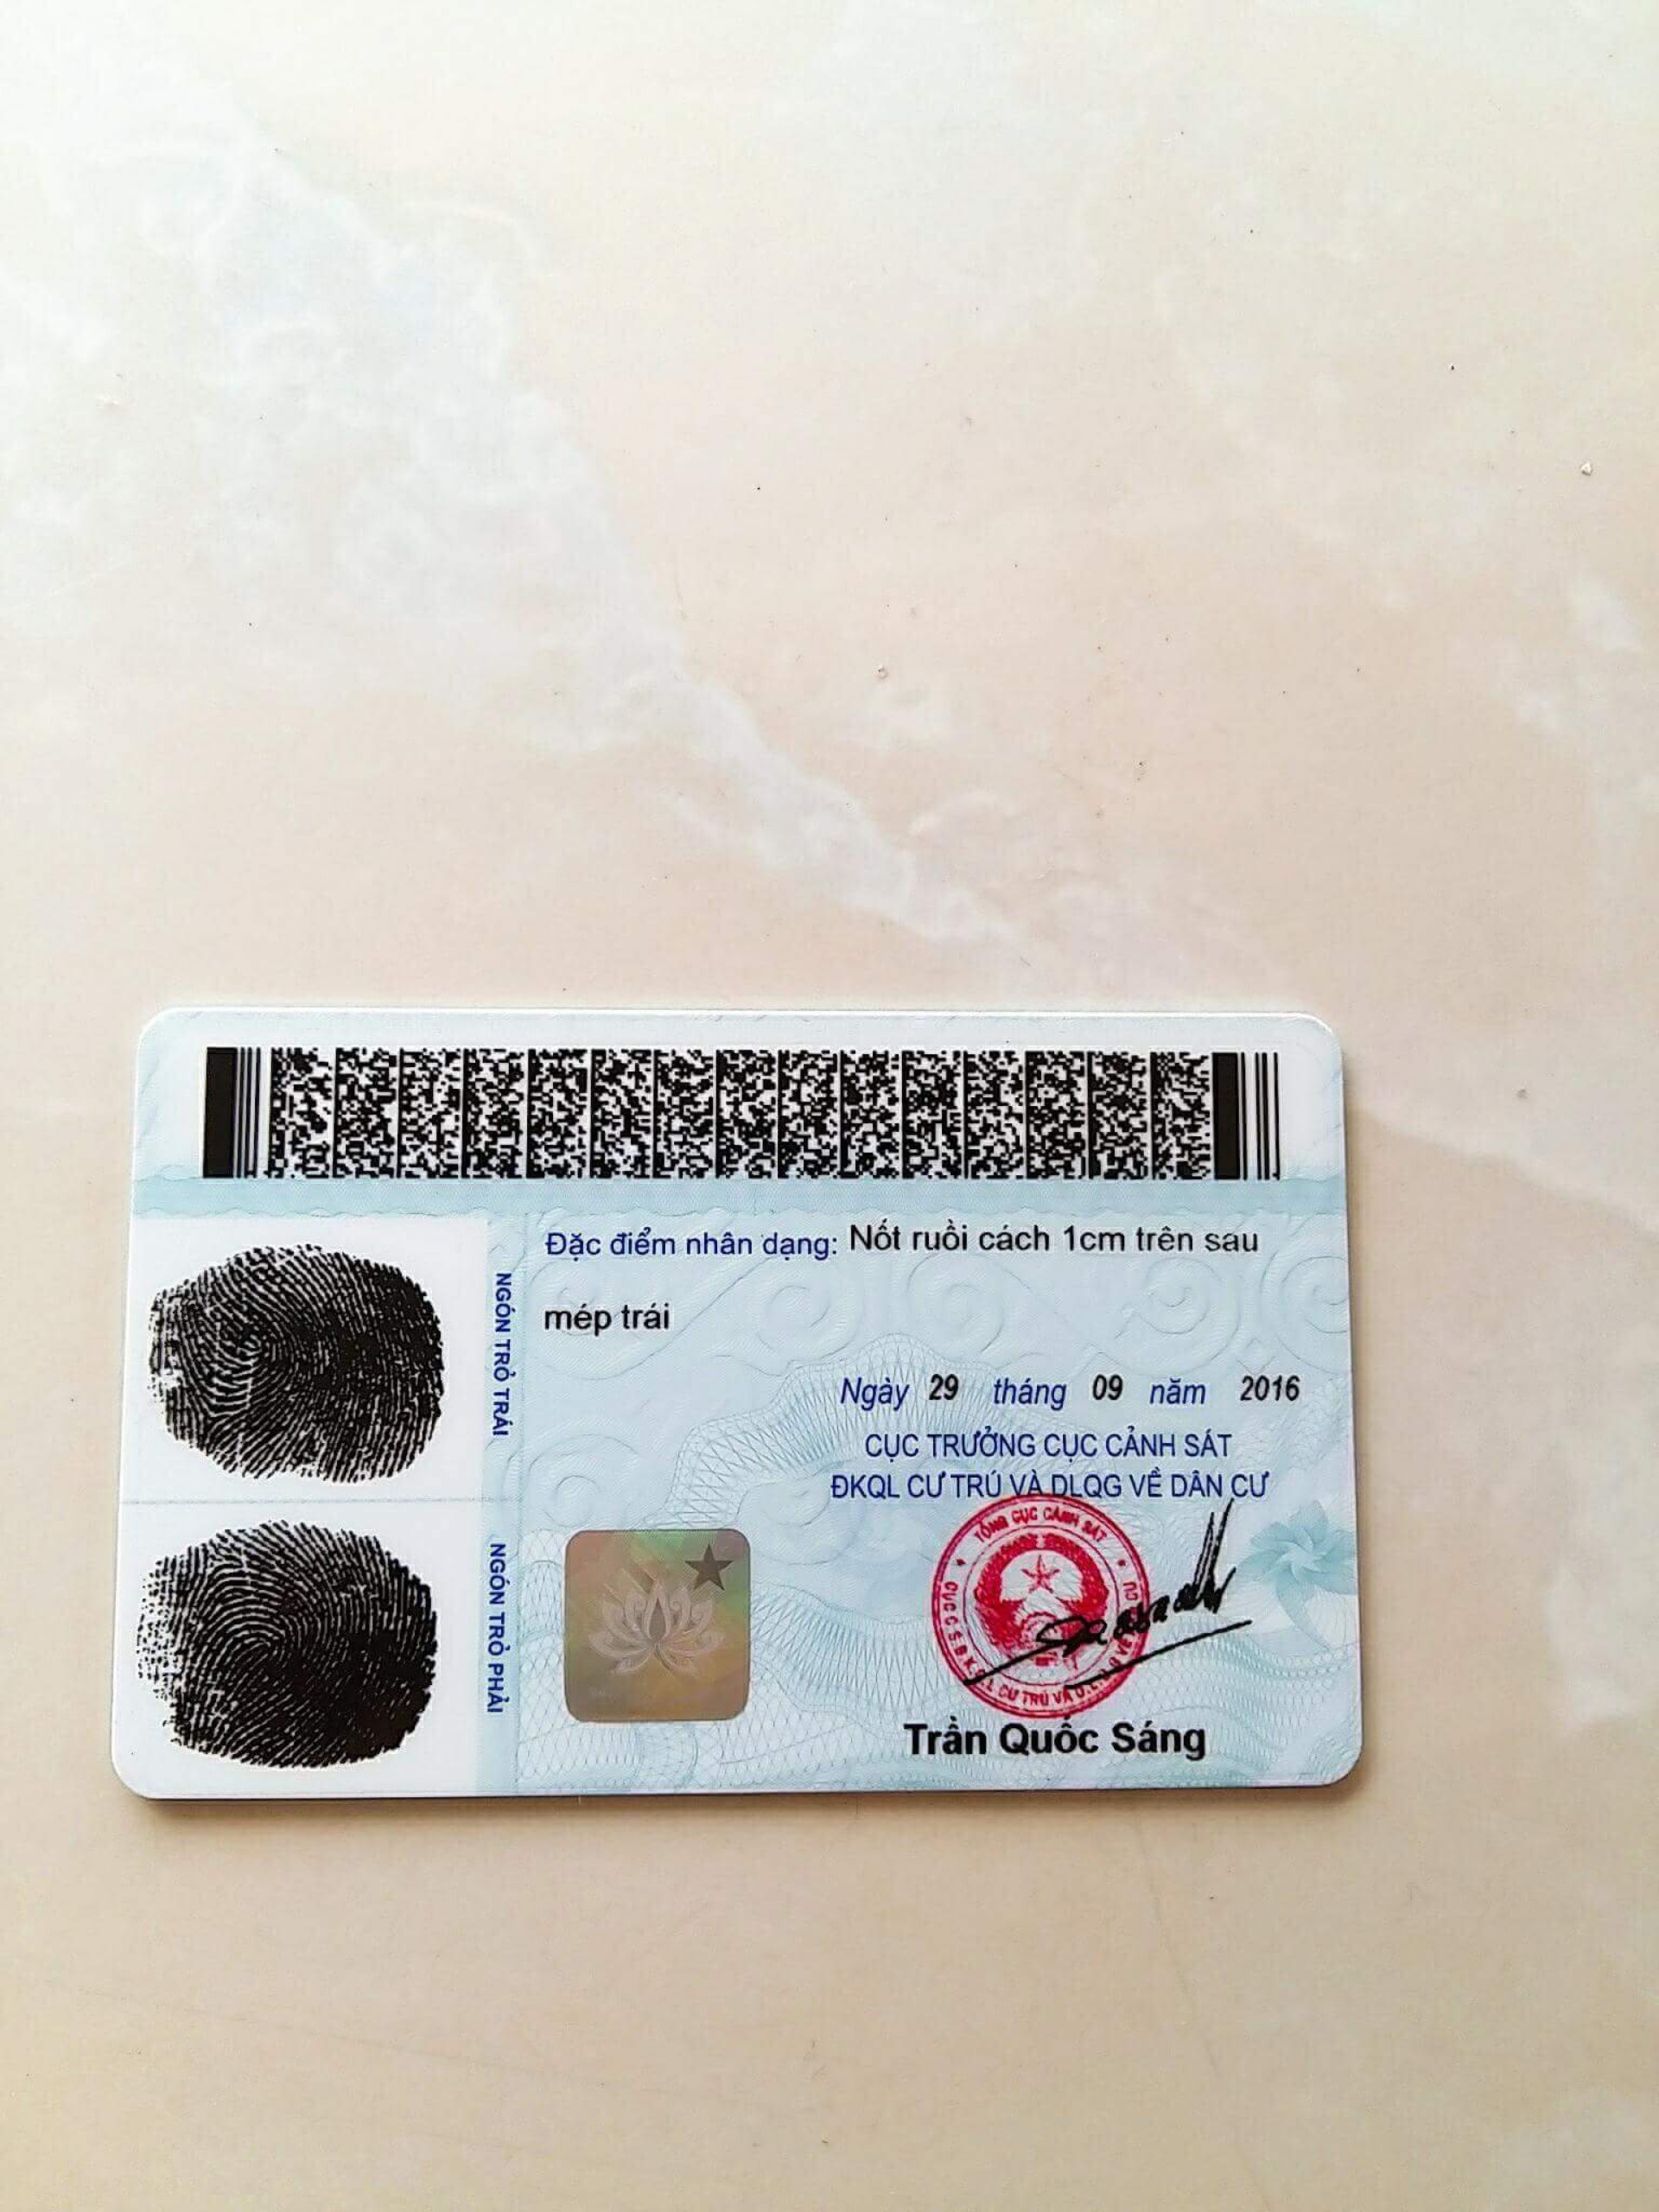 Đặc điểm nhân dạng: Nốt ruồi cách 1cm trên sau
mép trái
Ngày 29 tháng 09 năm 2016
CỤC TRƯỞNG CỤC CẢNH SÁT
ĐKQL CƯ TRÚ VÀ DLQG VỀ DÂN CƯ
NGÓN TRỎ TRÁI
NGÓN TRỎ PHẢI
TỔNG CỤC CẢNH SÁT
Trần Quốc Sáng